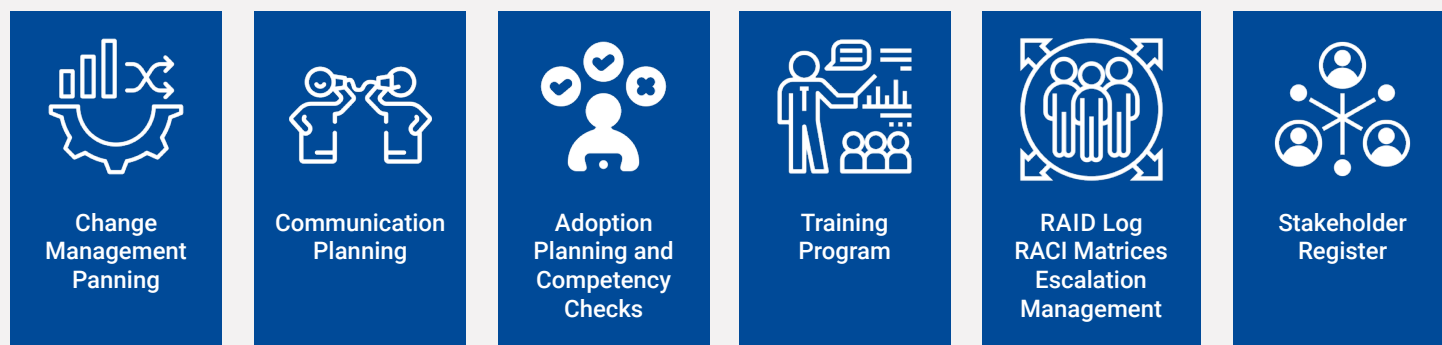 Change
Management
Panning
Communication
Planning
Adoption
Planning and
Competency
Checks
Training
Program
RAID Log
RACI Matrices
Escalation
Management
Stakeholder
Register